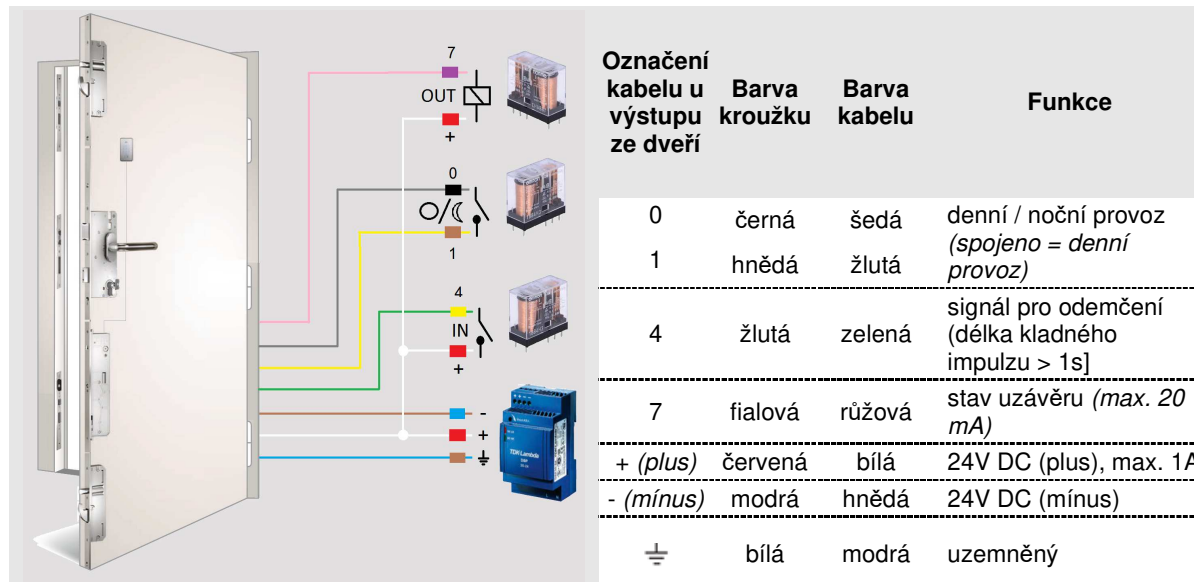 7
OUT
+
0
1
4
IN
+
-
+
TDK·Lambda
Označení
kabelu u
výstupu
ze dveří
Barva
kroužku
Barva
kabelu
Funkce
0 černá šedá denní / noční provoz
(spojeno = denní
1 hnědá žlutá provoz)
signál pro odemčení
4 žlutá zelená (délka kladného
impulzu > 1s]
7 fialová růžová stav uzávěru (max. 20
mA)
+ (plus) červená bílá 24V DC (plus), max. 1A
- (mínus) modrá hnědá 24V DC (mínus)
bílá modrá uzemněný